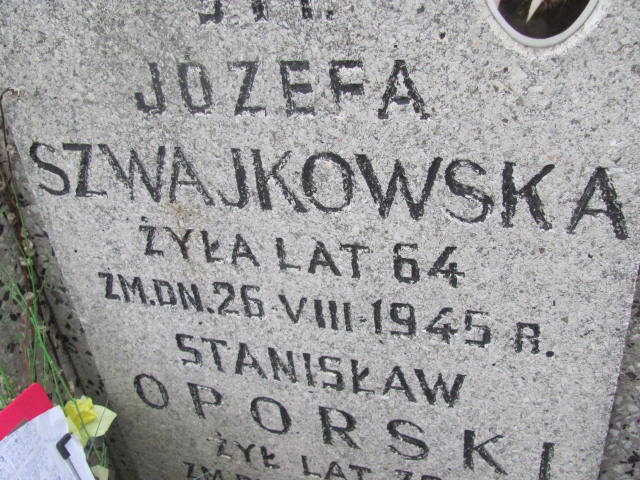 JÓZEFA
SZWAJKOWSKA
ŻYŁA LAT 64
ZM.DN.26-VIII-1945 R.
STANISŁAW
OPORSKI
ŻYŁ LAT